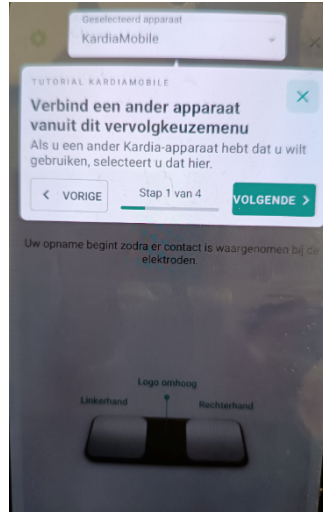 Geselecteerd apparaat
KardiaMobile
TUTORIAL KARDIAMOBILE
Verbind een ander apparaat
vanuit dit vervolgkeuzemenu
Als u een ander Kardia-apparaat hebt dat u wilt
gebruiken, selecteert u dat hier.
VORIGE
Stap 1 van 4
VOLGENDE
Uw opname begint zodra er contact is waargenomen bij de
elektroden.
Logo omhoog
Linkerhand
Rechterhand